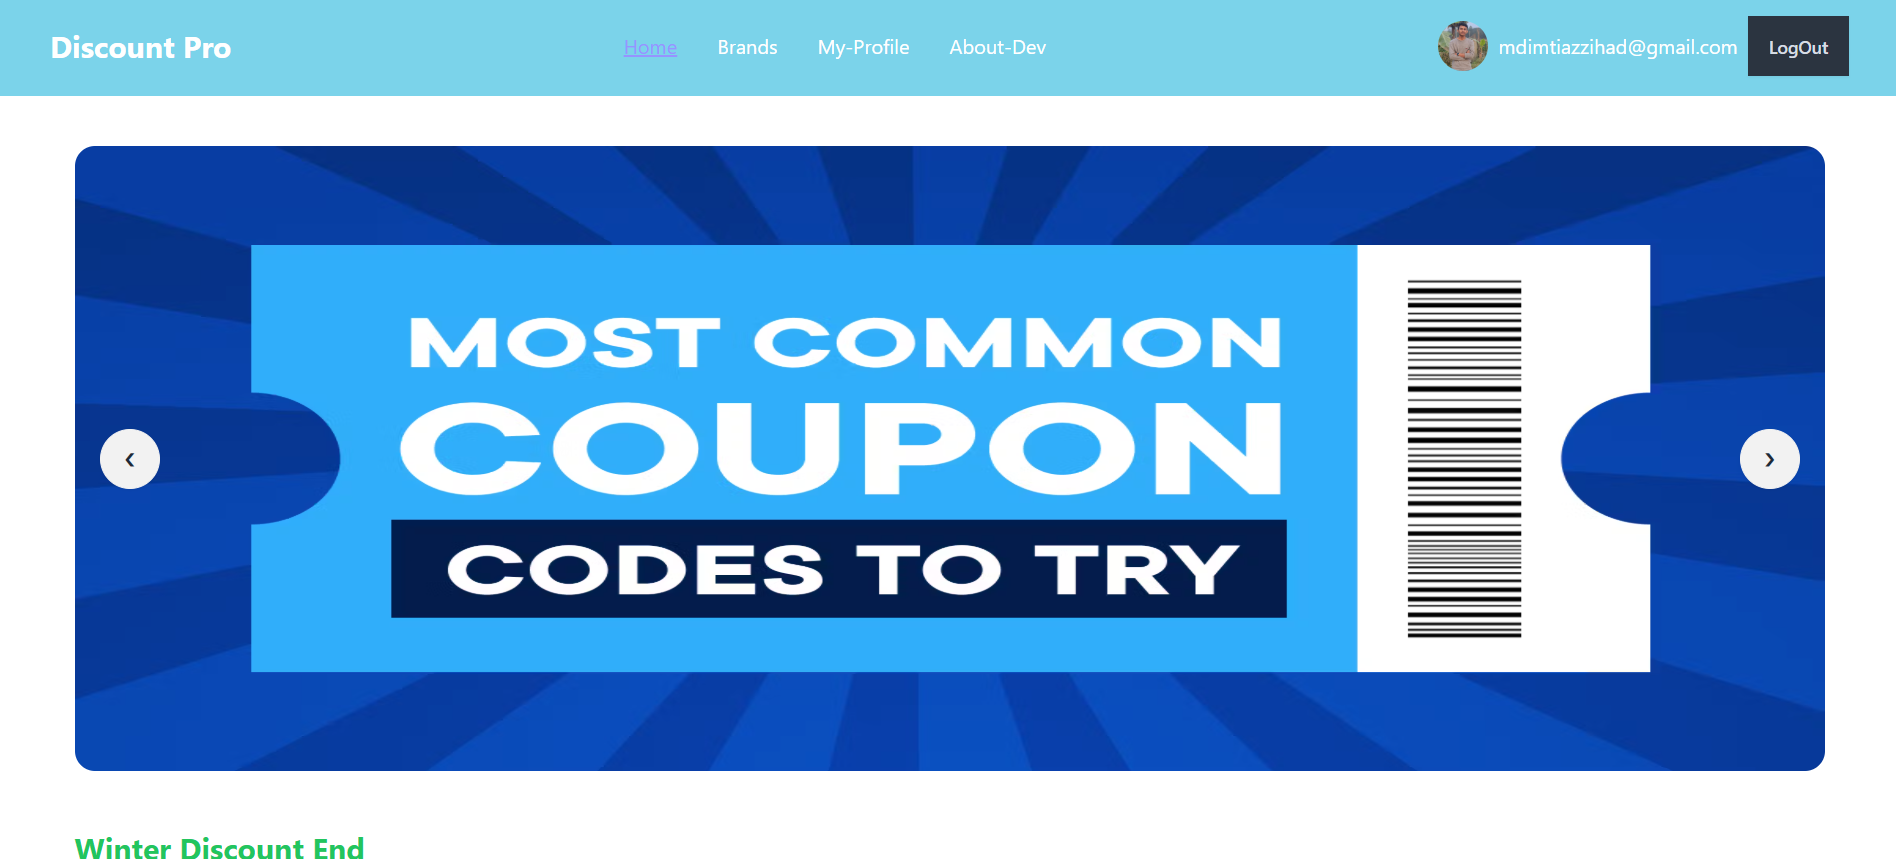 Discount Pro
Home Brands My-Profile About-Dev
mdimtiazzihad@gmail.com LogOut
MOST COMMON
COUPON
CODES TO TRY
Winter Discount End